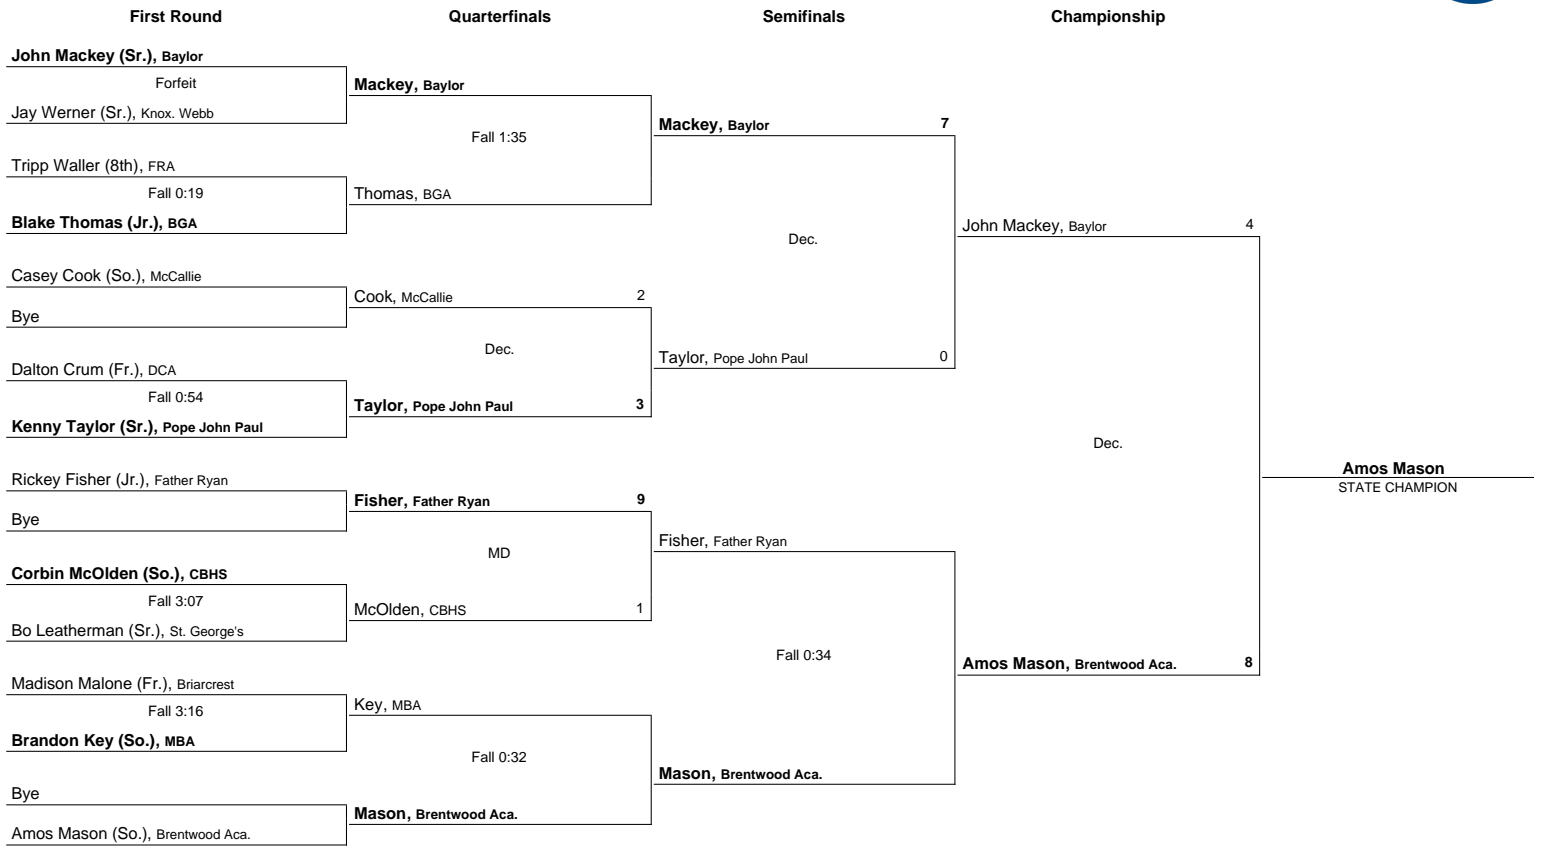 First Round
Quarterfinals
Semifinals
Championship
John Mackey (Sr.), Baylor
Forfeit
Jay Werner (Sr.), Knox. Webb
Tripp Waller (8th), FRA
Fall 0:19
Blake Thomas (Jr.), BGA
Casey Cook (So.), McCallie
Bye
Dalton Crum (Fr.), DCA
Fall 0:54
Kenny Taylor (Sr.), Pope John Paul
Rickey Fisher (Jr.), Father Ryan
Bye
Corbin McOlden (So.), CBHS
Fall 3:07
Bo Leatherman (Sr.), St. George's
Madison Malone (Fr.), Briarcrest
Fall 3:16
Brandon Key (So.), MBA
Bye
Amos Mason (So.), Brentwood Aca.
Mackey, Baylor
Fall 1:35
Thomas, BGA
Cook, McCallie 2
Dec.
Taylor, Pope John Paul 3
Fisher, Father Ryan 9
MD
McOlden, CBHS 1
Key, MBA
Fall 0:32
Mason, Brentwood Aca.
Mackey, Baylor 7
Dec.
Taylor, Pope John Paul 0
Fisher, Father Ryan
Fall 0:34
Mason, Brentwood Aca.
John Mackey, Baylor 4
Dec.
Amos Mason, Brentwood Aca. 8
Amos Mason
STATE CHAMPION